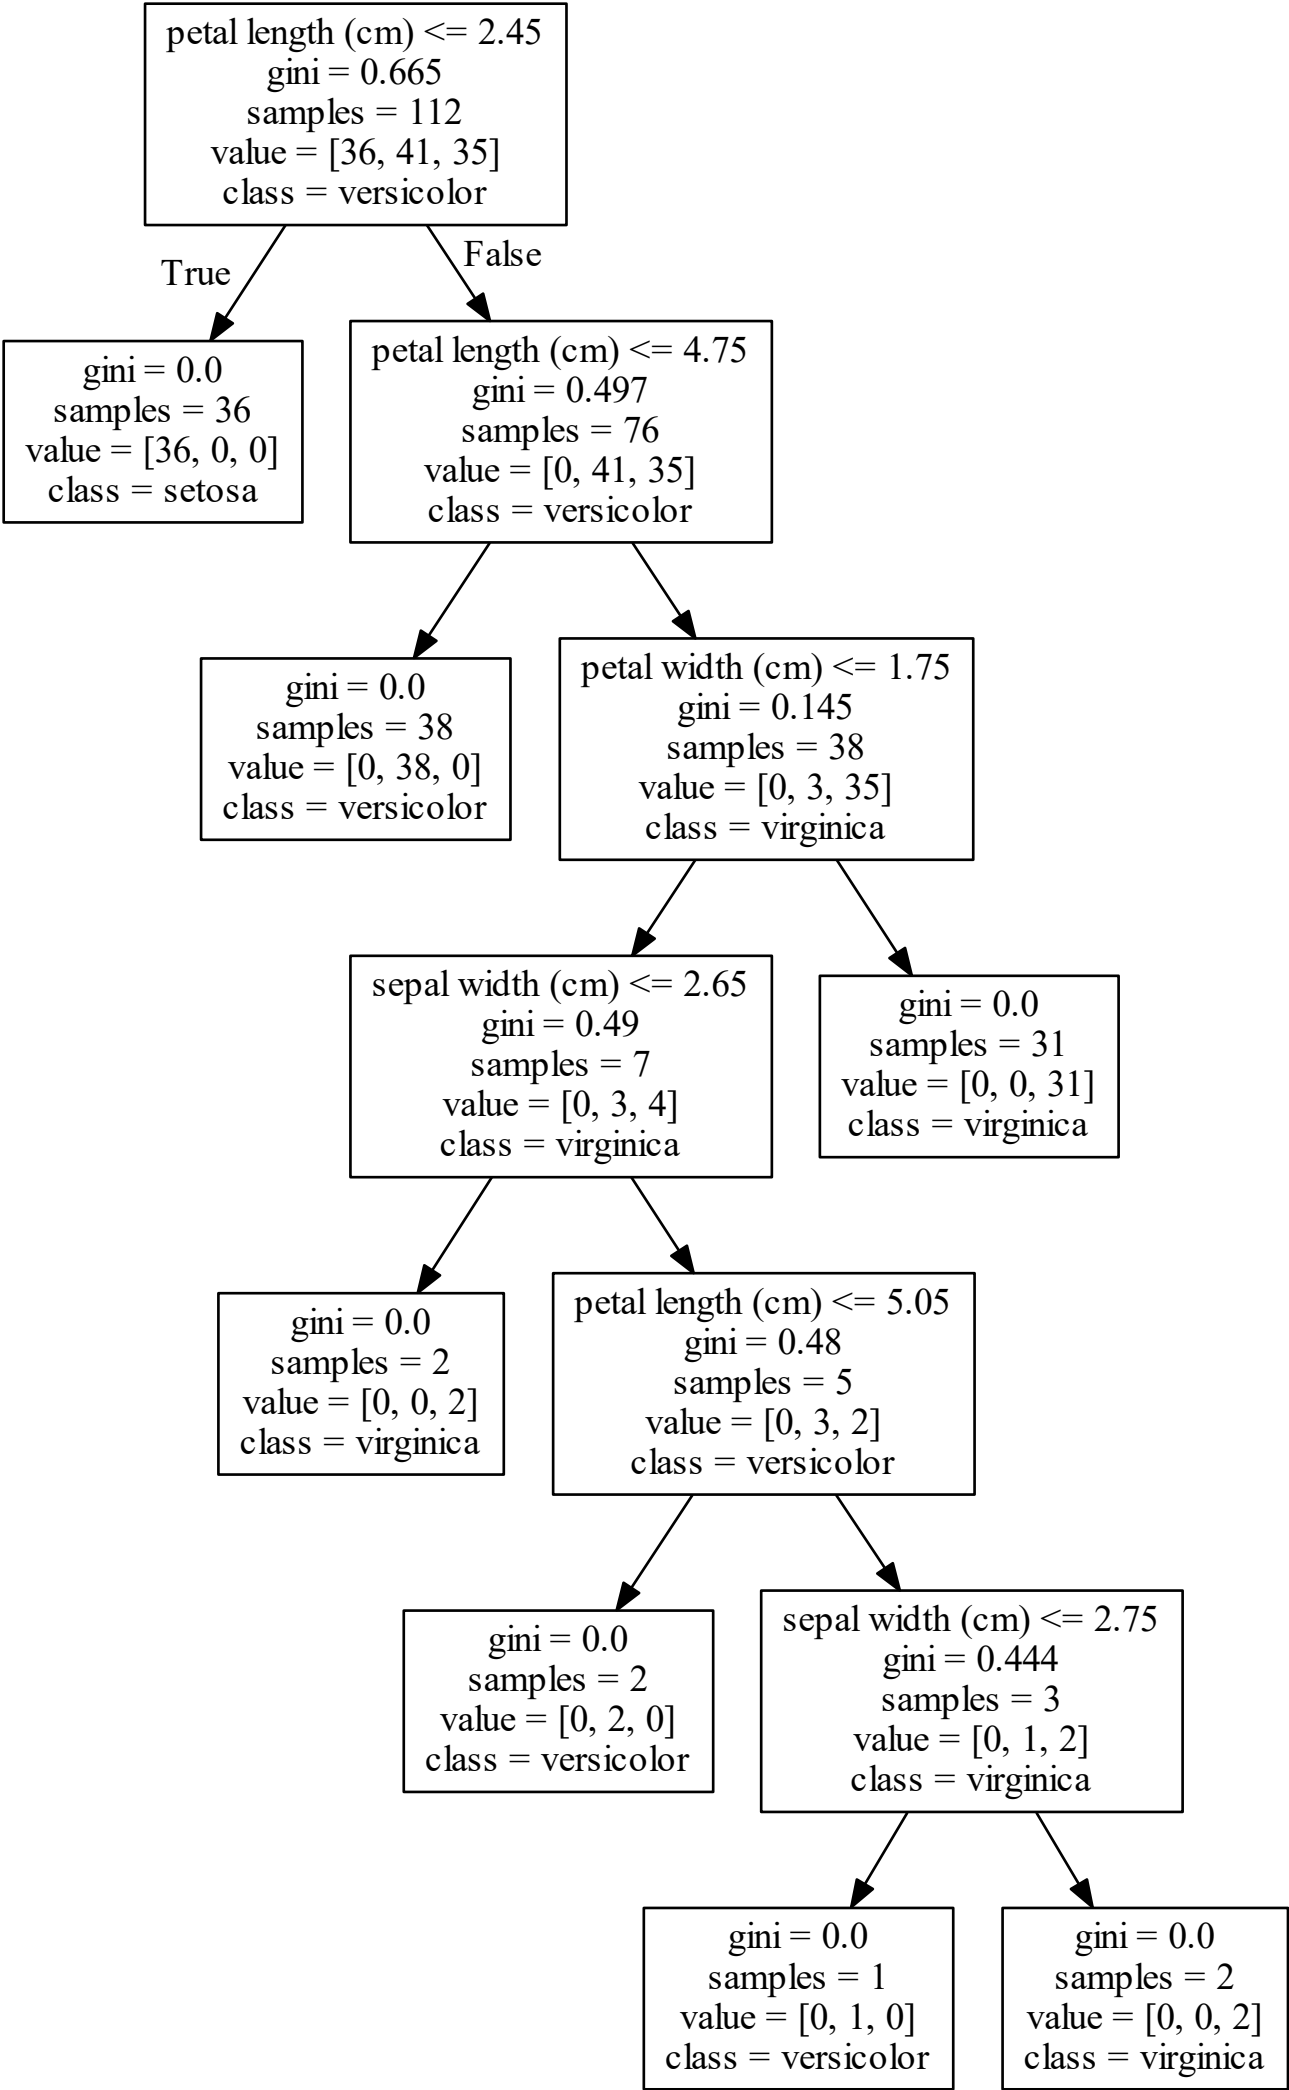 petal length (cm) <= 2.45
gini = 0.665
samples = 112
value = [36, 41, 35]
class = versicolor
True
False
gini = 0.0
samples = 36
value = [36, 0, 0]
class = setosa
petal length (cm) <= 4.75
gini = 0.497
samples = 76
value = [0, 41, 35]
class = versicolor
gini = 0.0
samples = 38
value = [0, 38, 0]
class = versicolor
petal width (cm) <= 1.75
gini = 0.145
samples = 38
value = [0, 3, 35]
class = virginica
sepal width (cm) <= 2.65
gini = 0.49
samples = 7
value = [0, 3, 4]
class = virginica
gini = 0.0
samples = 31
value = [0, 0, 31]
class = virginica
gini = 0.0
samples = 2
value = [0, 0, 2]
class = virginica
petal length (cm) <= 5.05
gini = 0.48
samples = 5
value = [0, 3, 2]
class = versicolor
gini = 0.0
samples = 2
value = [0, 2, 0]
class = versicolor
sepal width (cm) <= 2.75
gini = 0.444
samples = 3
value = [0, 1, 2]
class = virginica
gini = 0.0
samples = 1
value = [0, 1, 0]
class = versicolor
gini = 0.0
samples = 2
value = [0, 0, 2]
class = virginica